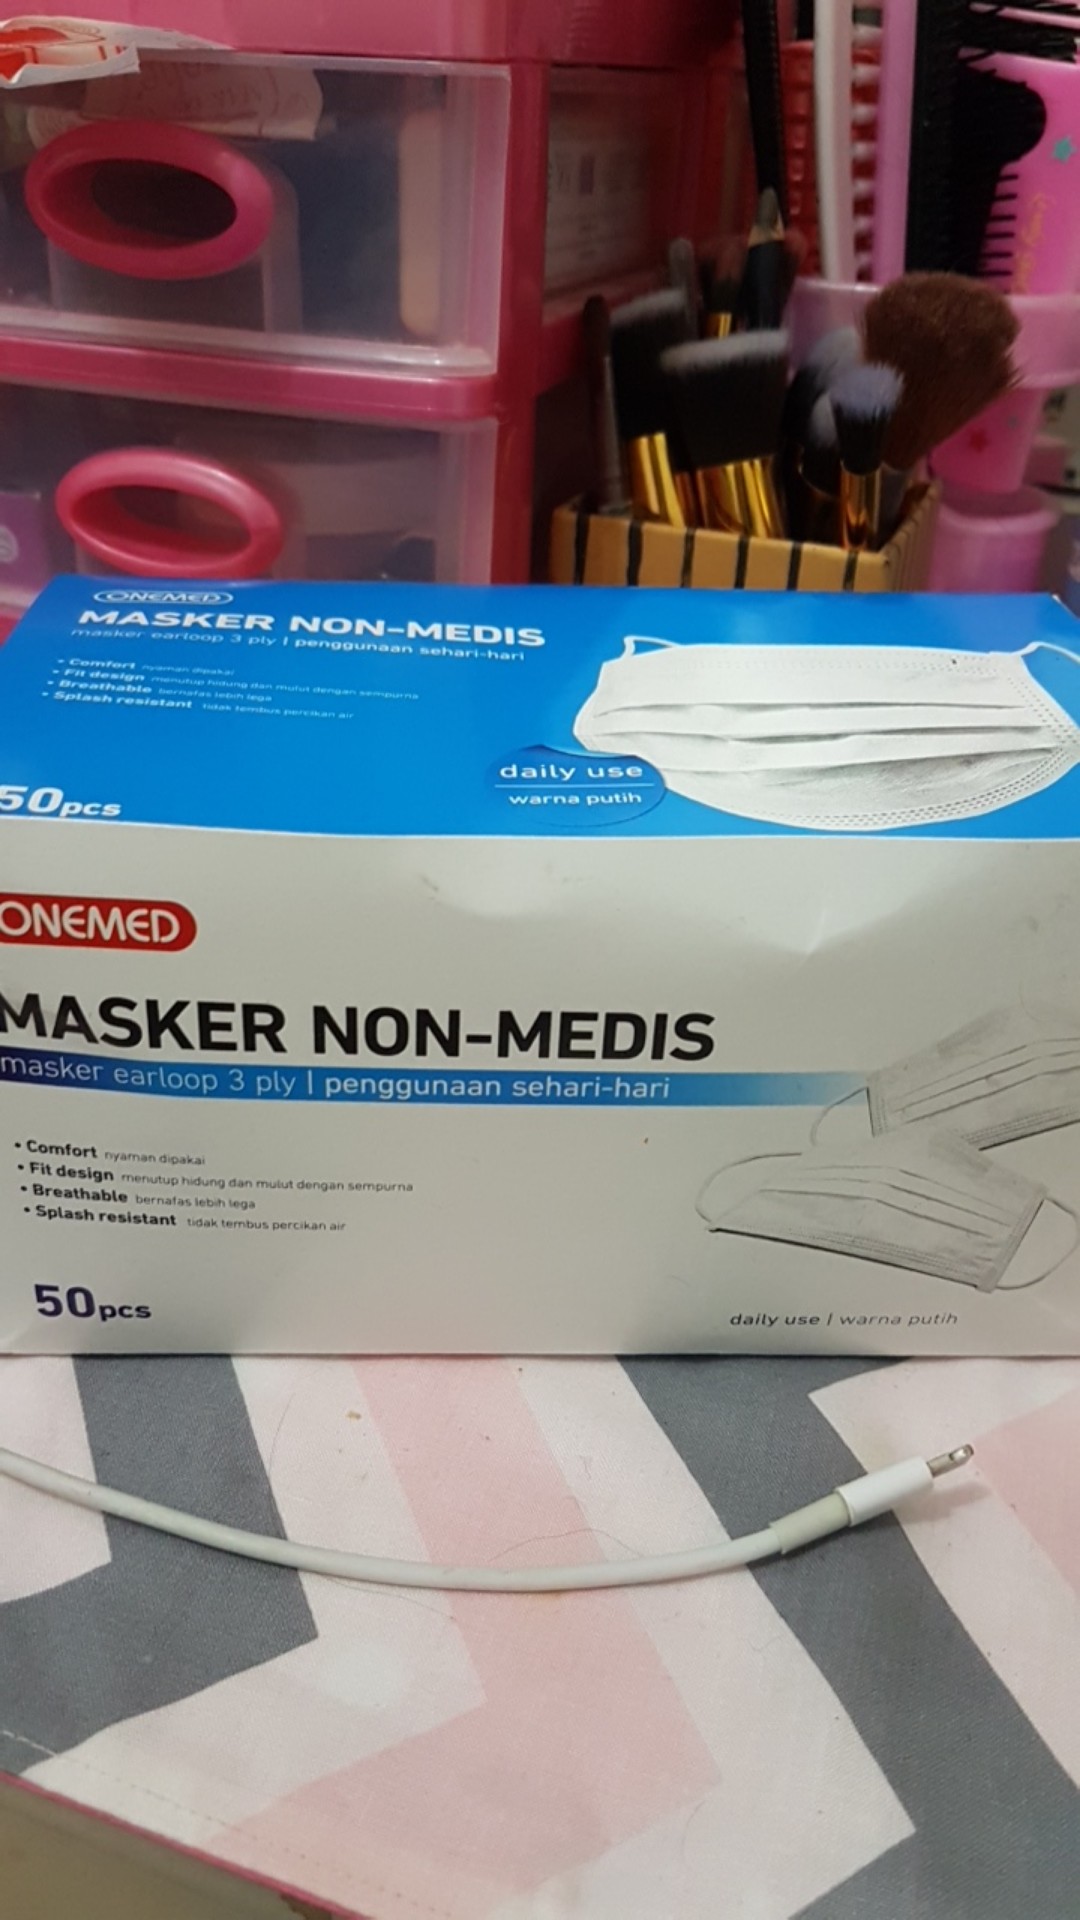 ONEMED
MASKER NON-MEDIS
masker earloop 3 ply | penggunaan sehari-hari
• Comfort nyaman dipakai
• Fit design menutup hidung dan mulut dengan sempurna
• Breathable bernafas lebih lega
• Splash resistant tidak tembus percikan air
daily use
warna putih
50pcs
ONEMED
MASKER NON-MEDIS
masker earloop 3 ply | penggunaan sehari-hari
• Comfort nyaman dipakai
• Fit design menutup hidung dan mulut dengan sempurna
• Breathable bernafas lebih lega
• Splash resistant tidak tembus percikan air
50pcs
daily use | warna putih